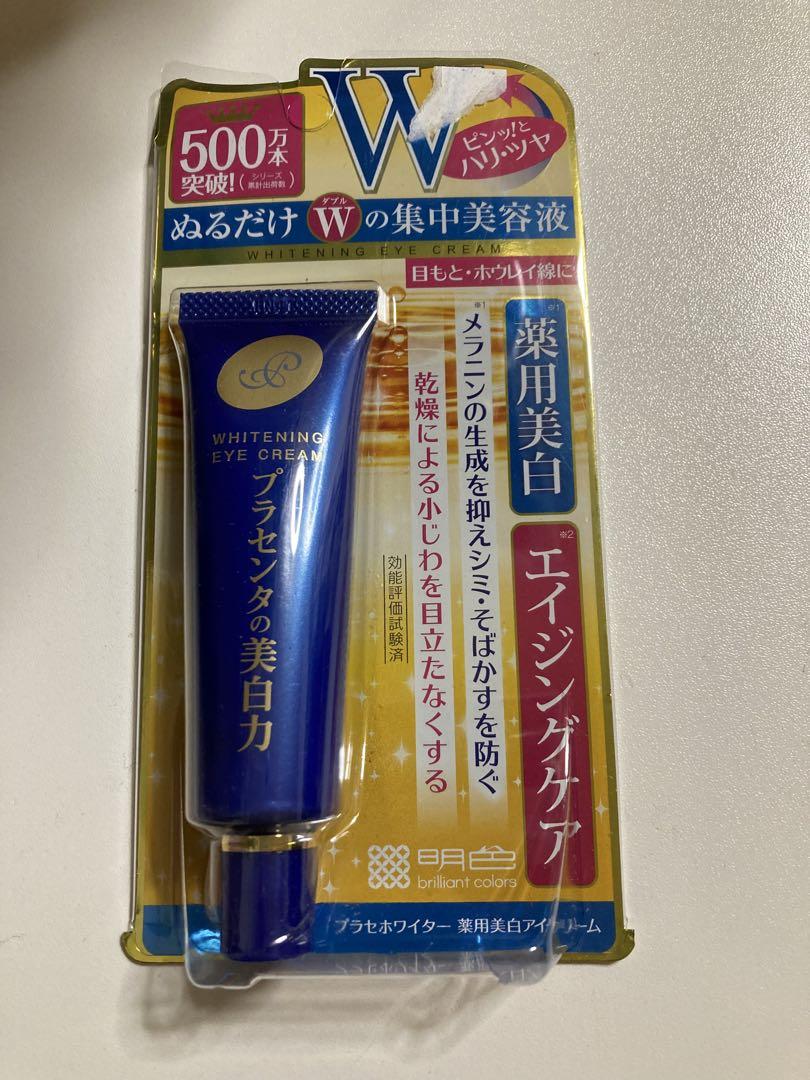 500万本
突破!(シリーズ累計出荷数)
W
ピンッ!と
ハリ・ツヤ
ぬるだけWダブルの集中美容液
WHITENING EYE CREAM
目もと・ホウレイ線に
※1
薬用美白
※2
エイジングケア
※1
メラニンの生成を抑えシミ・そばかすを防ぐ
乾燥による小じわを目立たなくする
効能評価試験済
WHITENING
EYE CREAM
プラセンタの美白力
明色
brilliant colors
プラセホワイター 薬用美白アイクリーム